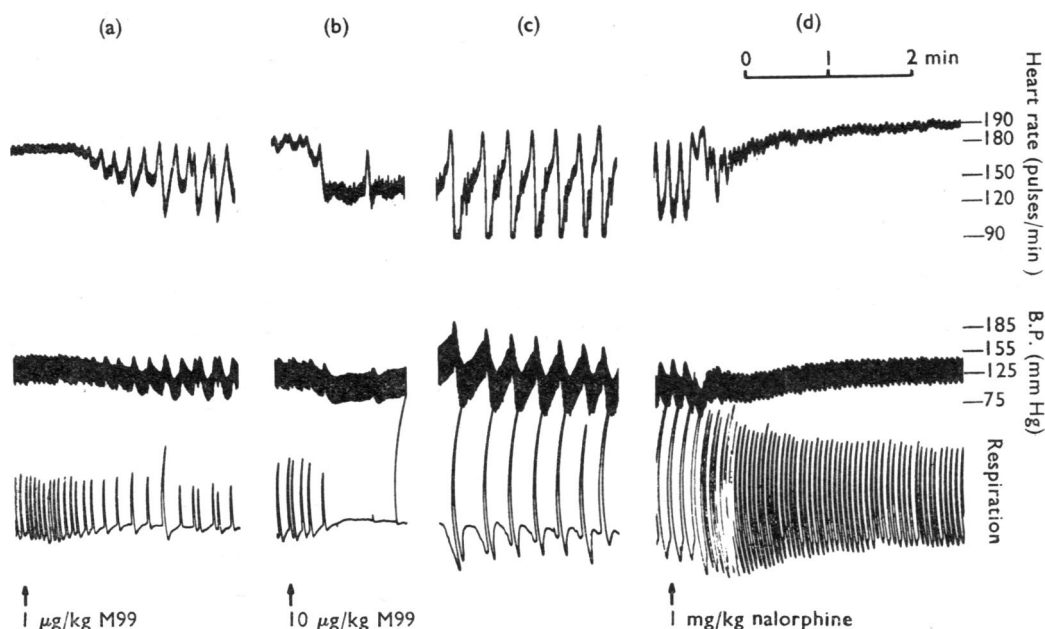 (a)
(b)
(c)
(d)
0 1 2 min
Heart rate (pulses/min)
—190
—180
—150
—120
—90
B.P. (mm Hg)
—185
—155
—125
—75
Respiration
1 µg/kg M99
10 µg/kg M99
1 mg/kg nalorphine